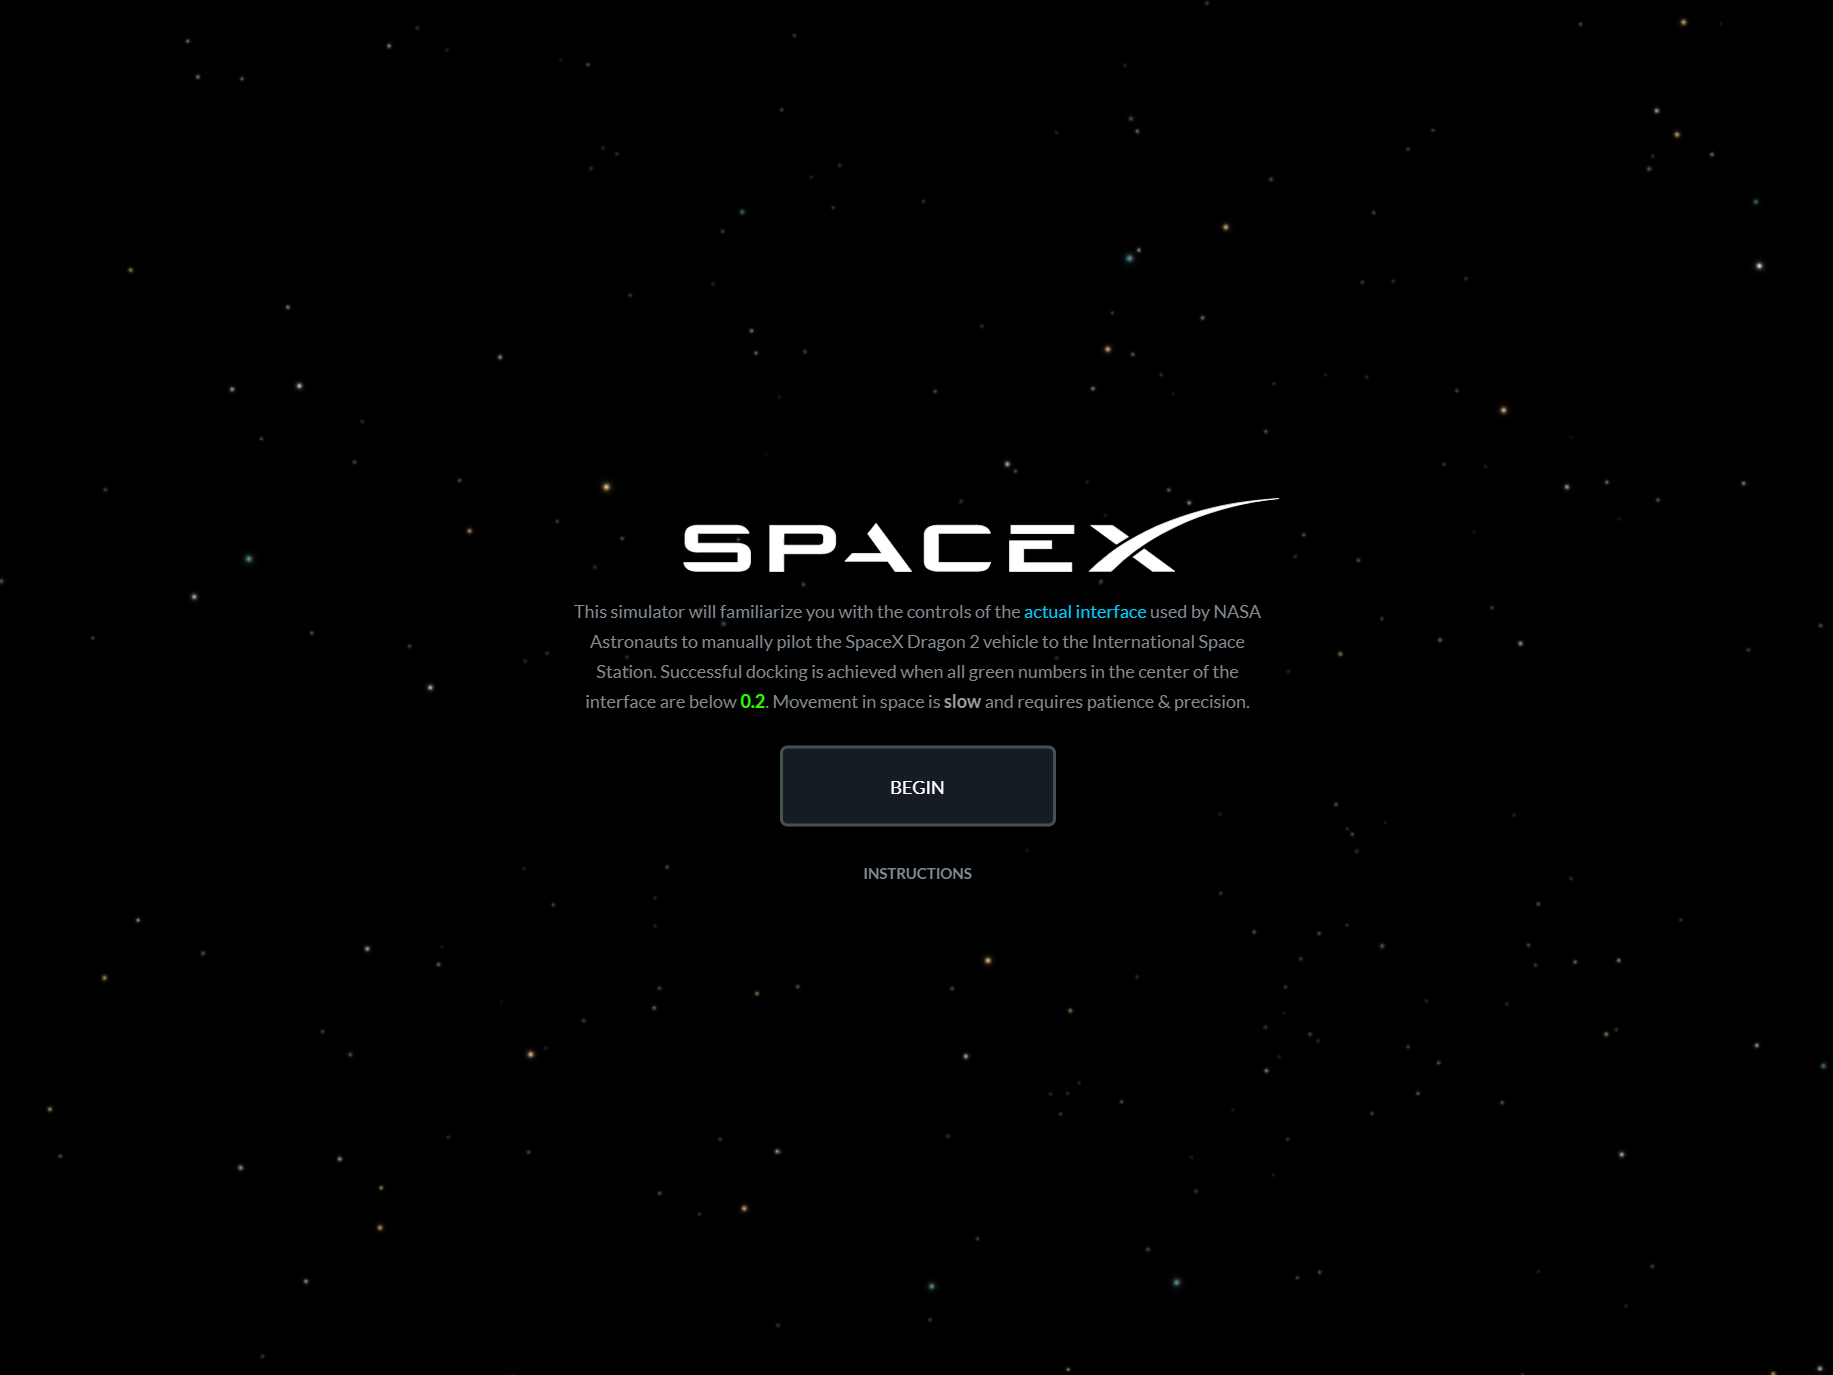 SPACEX
This simulator will familiarize you with the controls of the actual interface used by NASA
Astronauts to manually pilot the SpaceX Dragon 2 vehicle to the International Space
Station. Successful docking is achieved when all green numbers in the center of the
interface are below 0.2. Movement in space is slow and requires patience & precision.
BEGIN
INSTRUCTIONS